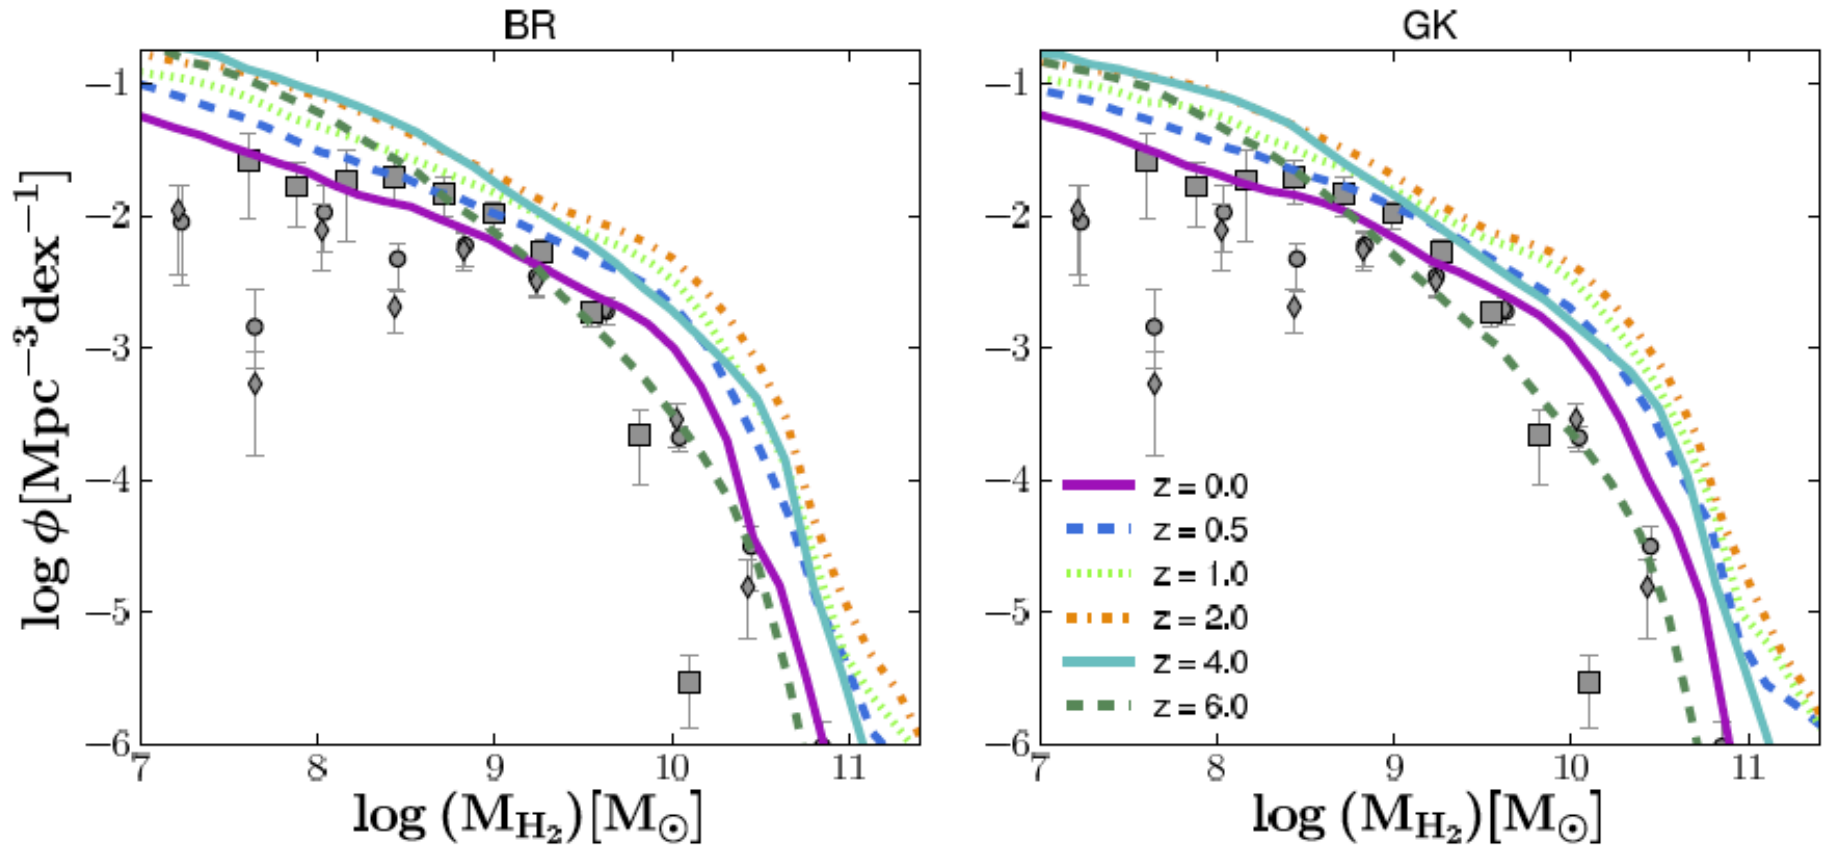 BR
GK
log ϕ[Mpc⁻³dex⁻¹]
−1
−2
−3
−4
−5
−6
7 8 9 10 11
log (M_H₂)[M_⊙]
−1
−2
−3
−4
−5
−6
z = 0.0
z = 0.5
z = 1.0
z = 2.0
z = 4.0
z = 6.0
7 8 9 10 11
log (M_H₂)[M_⊙]